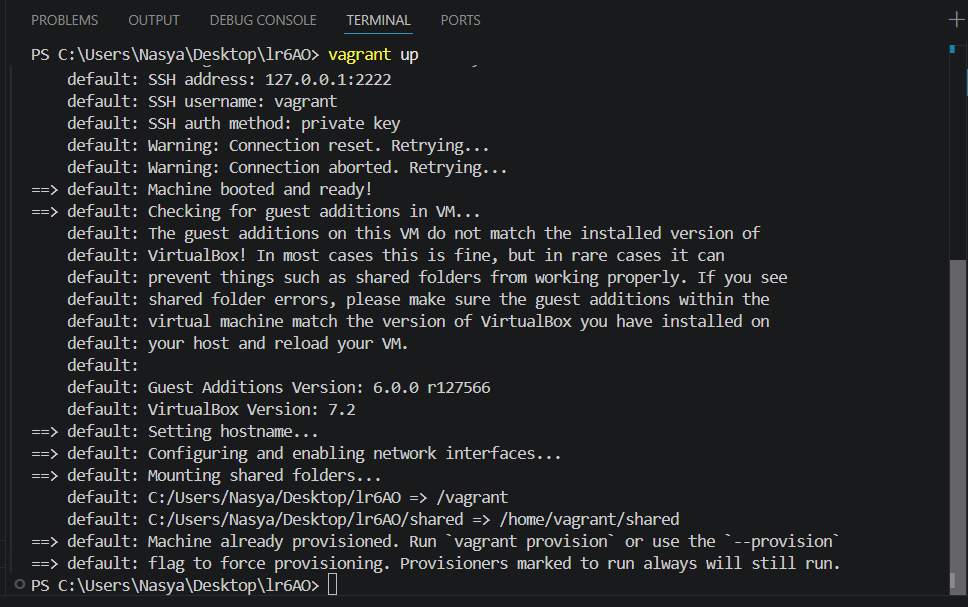 PROBLEMS OUTPUT DEBUG CONSOLE TERMINAL PORTS
PS C:\Users\Nasya\Desktop\lr6AO> vagrant up
default: SSH address: 127.0.0.1:2222
default: SSH username: vagrant
default: SSH auth method: private key
default: Warning: Connection reset. Retrying...
default: Warning: Connection aborted. Retrying...
==> default: Machine booted and ready!
==> default: Checking for guest additions in VM...
default: The guest additions on this VM do not match the installed version of
default: VirtualBox! In most cases this is fine, but in rare cases it can
default: prevent things such as shared folders from working properly. If you see
default: shared folder errors, please make sure the guest additions within the
default: virtual machine match the version of VirtualBox you have installed on
default: your host and reload your VM.
default:
default: Guest Additions Version: 6.0.0 r127566
default: VirtualBox Version: 7.2
==> default: Setting hostname...
==> default: Configuring and enabling network interfaces...
==> default: Mounting shared folders...
default: C:/Users/Nasya/Desktop/lr6AO => /vagrant
default: C:/Users/Nasya/Desktop/lr6AO/shared => /home/vagrant/shared
==> default: Machine already provisioned. Run `vagrant provision` or use the `--provision`
==> default: flag to force provisioning. Provisioners marked to run always will still run.
PS C:\Users\Nasya\Desktop\lr6AO>